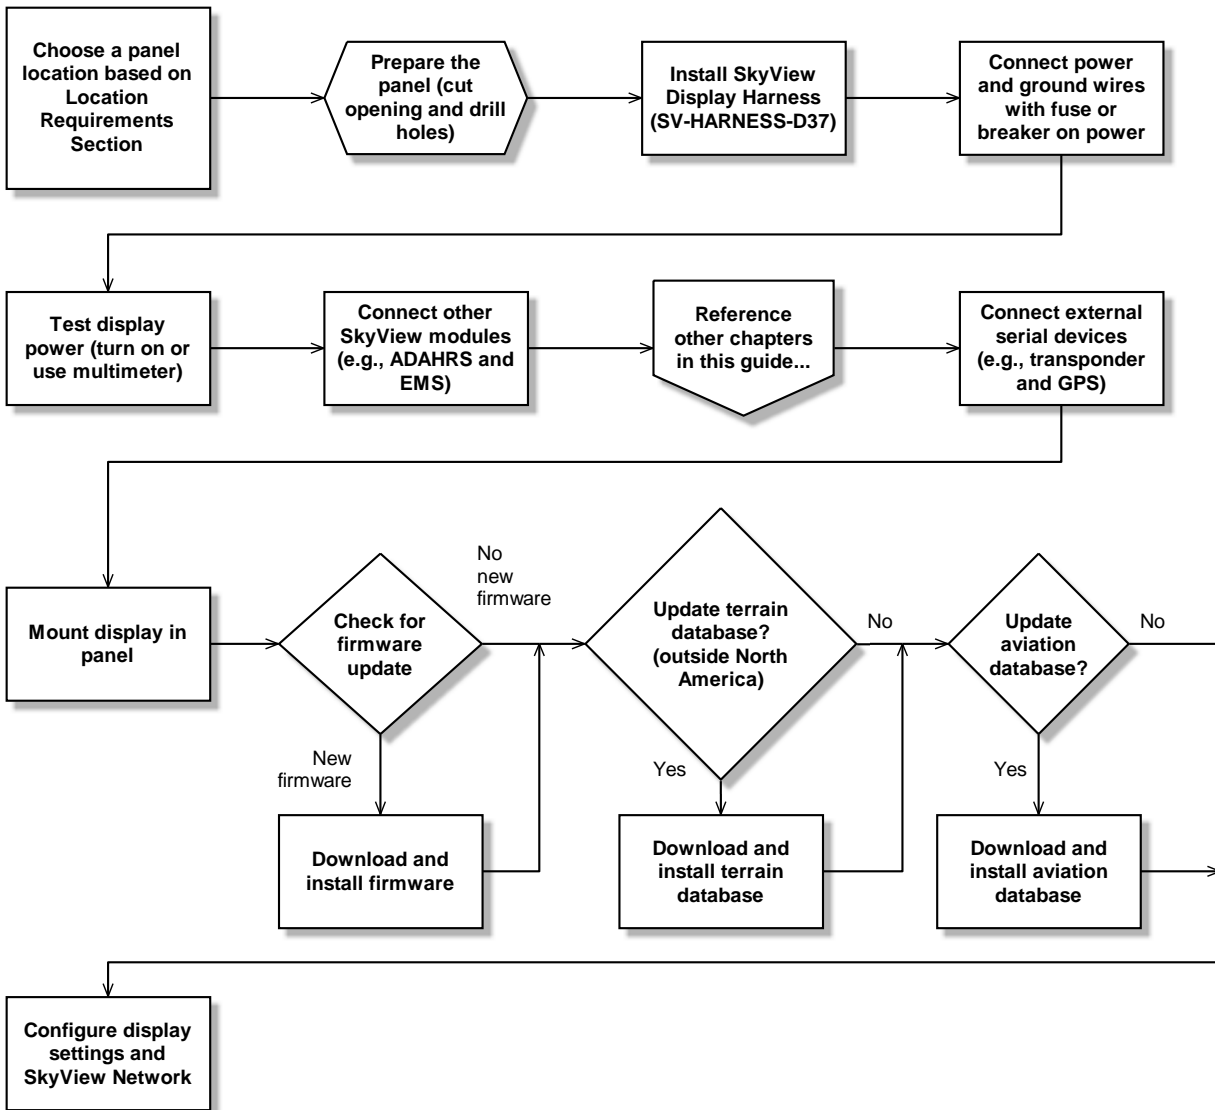 Choose a panel
location based on
Location
Requirements
Section
Prepare the
panel (cut
opening and drill
holes)
Install SkyView
Display Harness
(SV-HARNESS-D37)
Connect power
and ground wires
with fuse or
breaker on power
Test display
power (turn on or
use multimeter)
Connect other
SkyView modules
(e.g., ADAHRS and
EMS)
Reference
other chapters
in this guide...
Connect external
serial devices
(e.g., transponder
and GPS)
Mount display in
panel
Check for
firmware
update
No
new
firmware
New
firmware
Download and
install firmware
Update terrain
database?
(outside North
America)
No
Yes
Download and
install terrain
database
Update
aviation
database?
No
Yes
Download and
install aviation
database
Configure display
settings and
SkyView Network